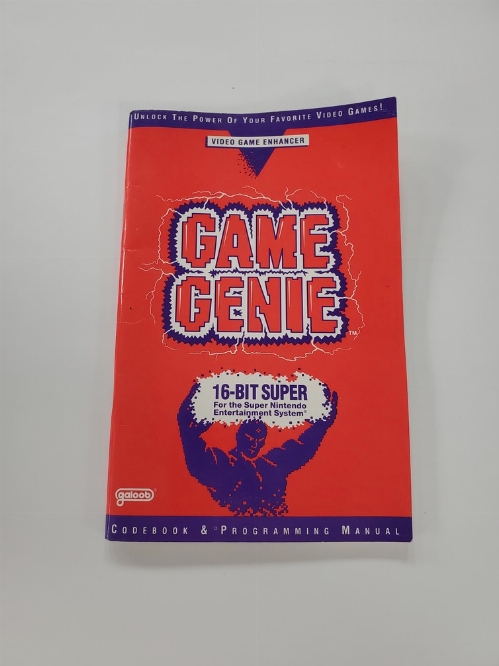 UNLOCK THE POWER OF YOUR FAVORITE VIDEO GAMES!
VIDEO GAME ENHANCER
GAME
GENIE™
16-BIT SUPER
For the Super Nintendo
Entertainment System®
galoob®
CODEBOOK & PROGRAMMING MANUAL